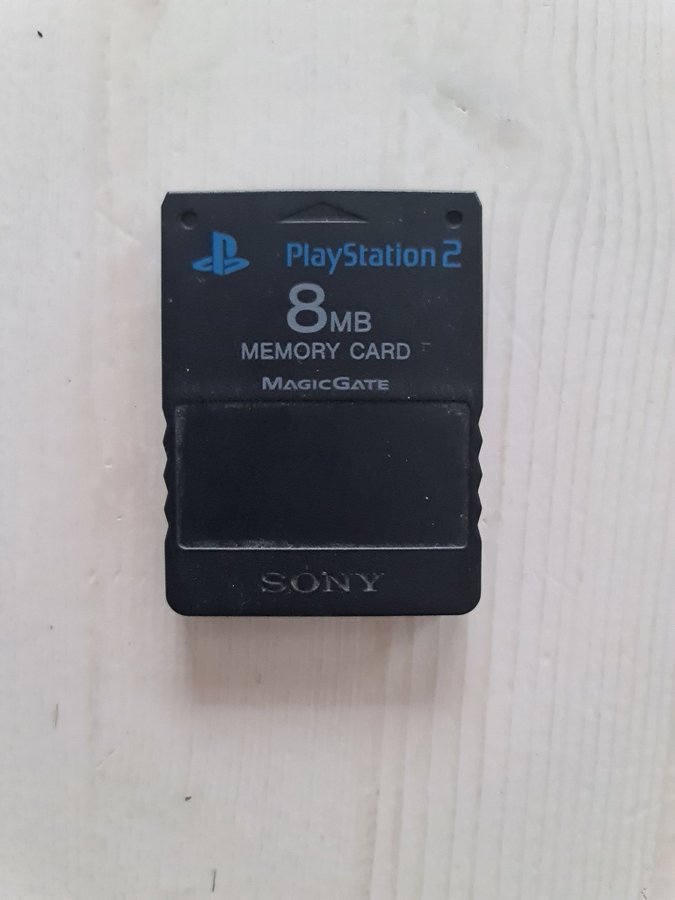 PlayStation 2
8MB
MEMORY CARD
MAGICGATE
SONY